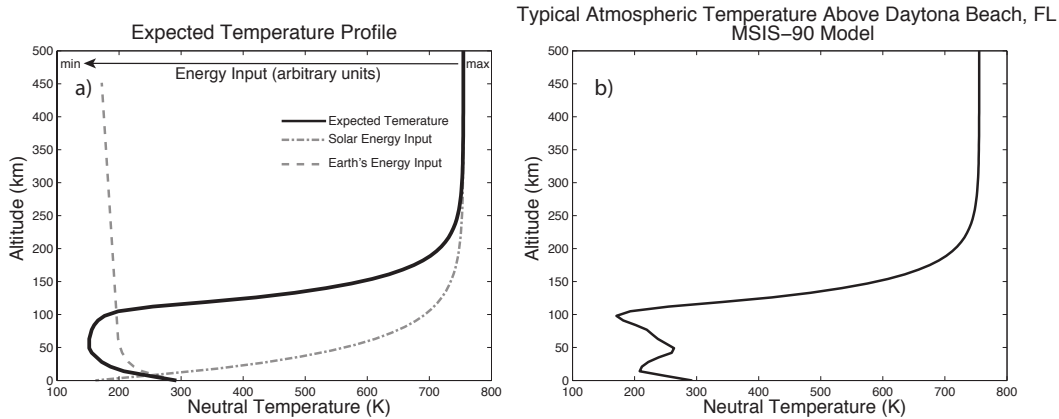 Expected Temperature Profile
min
Energy Input (arbitrary units)
max
a)
Expected Temerature
Solar Energy Input
Earth's Energy Input
500
450
400
350
300
250
200
150
100
50
0
Altitude (km)
100 200 300 400 500 600 700 800
Neutral Temperature (K)
Typical Atmospheric Temperature Above Daytona Beach, FL
MSIS−90 Model
b)
500
450
400
350
300
250
200
150
100
50
0
Altitude (km)
100 200 300 400 500 600 700 800
Neutral Temperature (K)